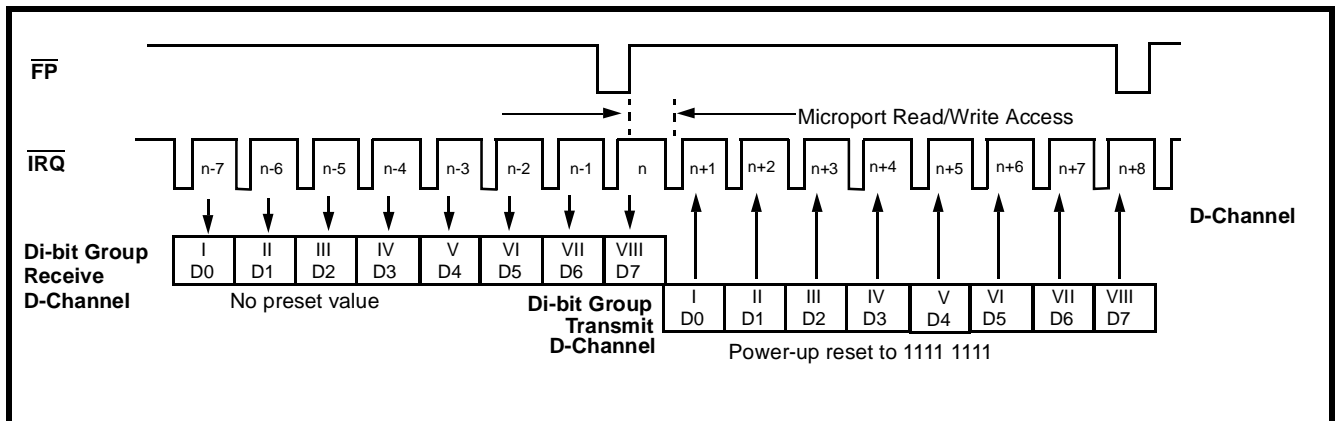 FP
Microport Read/Write Access
IRQ
n-7 n-6 n-5 n-4 n-3 n-2 n-1 n n+1 n+2 n+3 n+4 n+5 n+6 n+7 n+8
D-Channel
Di-bit Group
Receive
D-Channel
I II III IV V VI VII VIII
D0 D1 D2 D3 D4 D5 D6 D7
No preset value
Di-bit Group
Transmit
D-Channel
I II III IV V VI VII VIII
D0 D1 D2 D3 D4 D5 D6 D7
Power-up reset to 1111 1111